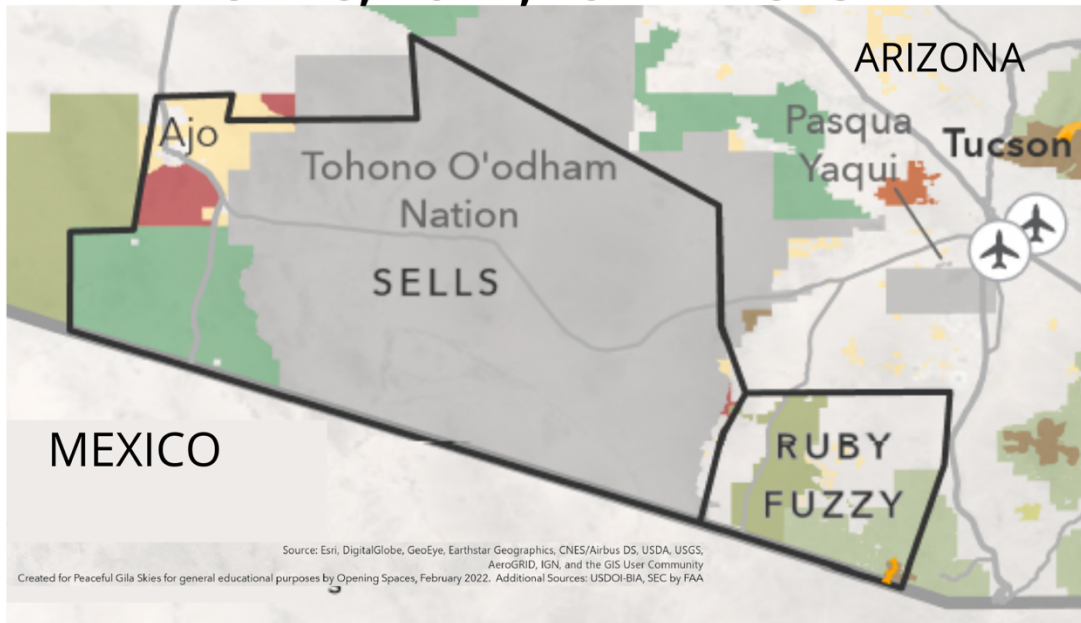 ARIZONA
Pasqua
Yaqui
Tucson
Ajo
Tohono O'odham
Nation
SELLS
MEXICO
RUBY
FUZZY
Source: Esri, DigitalGlobe, GeoEye, Earthstar Geographics, CNES/Airbus DS, USDA, USGS,
AeroGRID, IGN, and the GIS User Community
Created for Peaceful Gila Skies for general educational purposes by Opening Spaces, February 2022. Additional Sources: USDOI-BIA, SEC by FAA